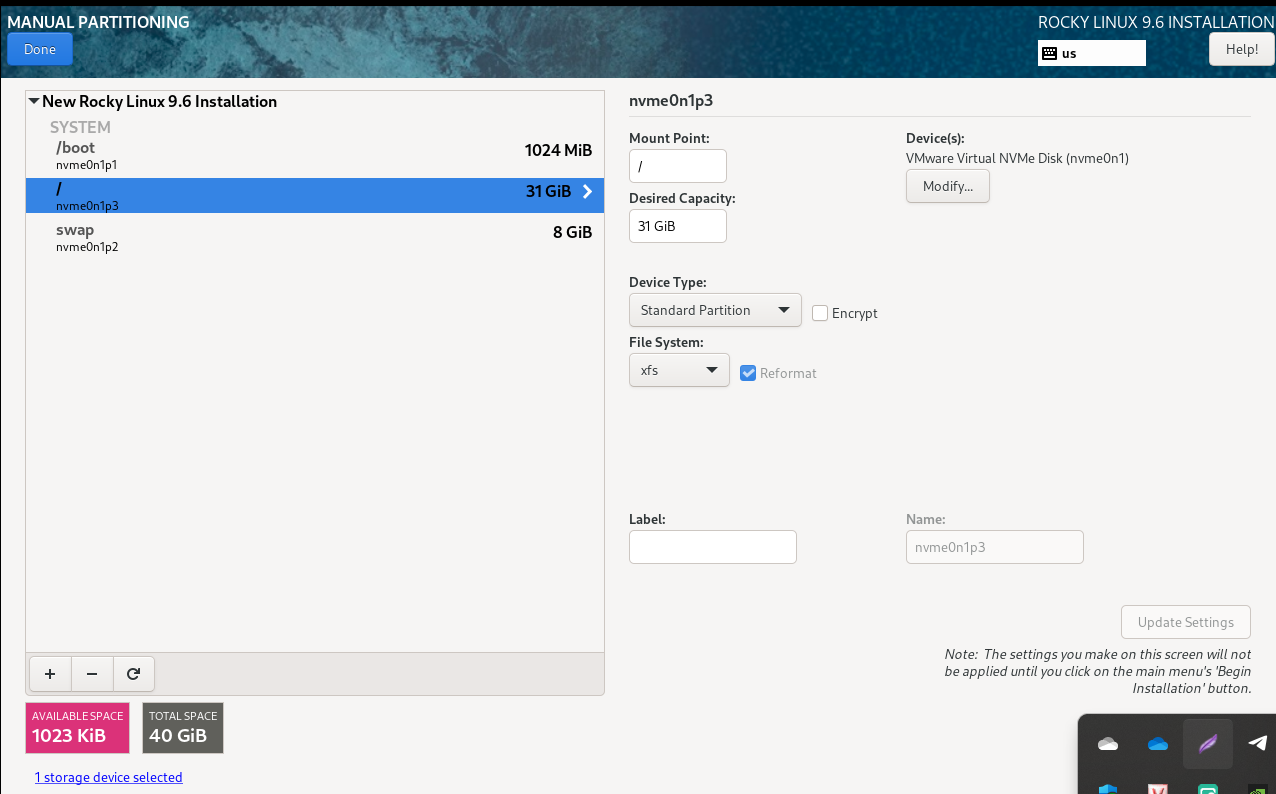 MANUAL PARTITIONING
ROCKY LINUX 9.6 INSTALLATION
Done
us
Help!
New Rocky Linux 9.6 Installation
SYSTEM
/boot
1024 MiB
nvme0n1p1
/
31 GiB
nvme0n1p3
swap
8 GiB
nvme0n1p2
nvme0n1p3
Mount Point:
/
Device(s):
VMware Virtual NVMe Disk (nvme0n1)
Modify...
Desired Capacity:
31 GiB
Device Type:
Standard Partition
Encrypt
File System:
xfs
Reformat
Label:
Name:
nvme0n1p3
Update Settings
Note:  The settings you make on this screen will not
be applied until you click on the main menu's 'Begin
Installation' button.
AVAILABLE SPACE
1023 KiB
TOTAL SPACE
40 GiB
1 storage device selected